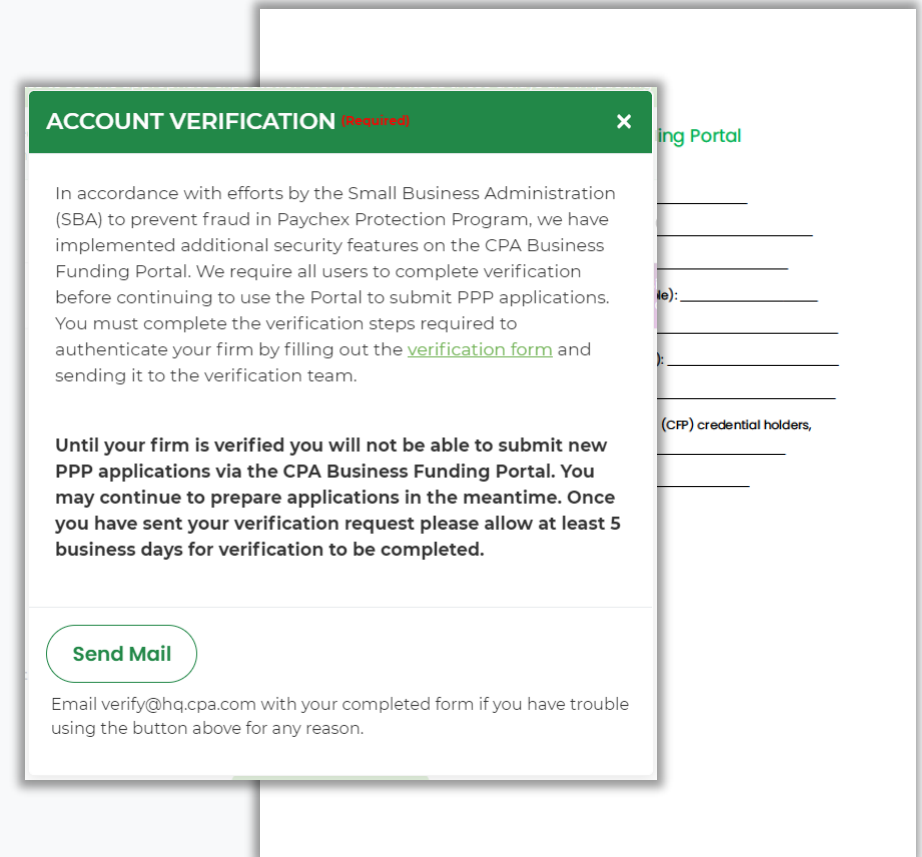 ACCOUNT VERIFICATION (Required)
In accordance with efforts by the Small Business Administration
(SBA) to prevent fraud in Paychex Protection Program, we have
implemented additional security features on the CPA Business
Funding Portal. We require all users to complete verification
before continuing to use the Portal to submit PPP applications.
You must complete the verification steps required to
authenticate your firm by filling out the verification form and
sending it to the verification team.
Until your firm is verified you will not be able to submit new
PPP applications via the CPA Business Funding Portal. You
may continue to prepare applications in the meantime. Once
you have sent your verification request please allow at least 5
business days for verification to be completed.
Send Mail
Email verify@hq.cpa.com with your completed form if you have trouble
using the button above for any reason.
ing Portal
le):
):
(CFP) credential holders,